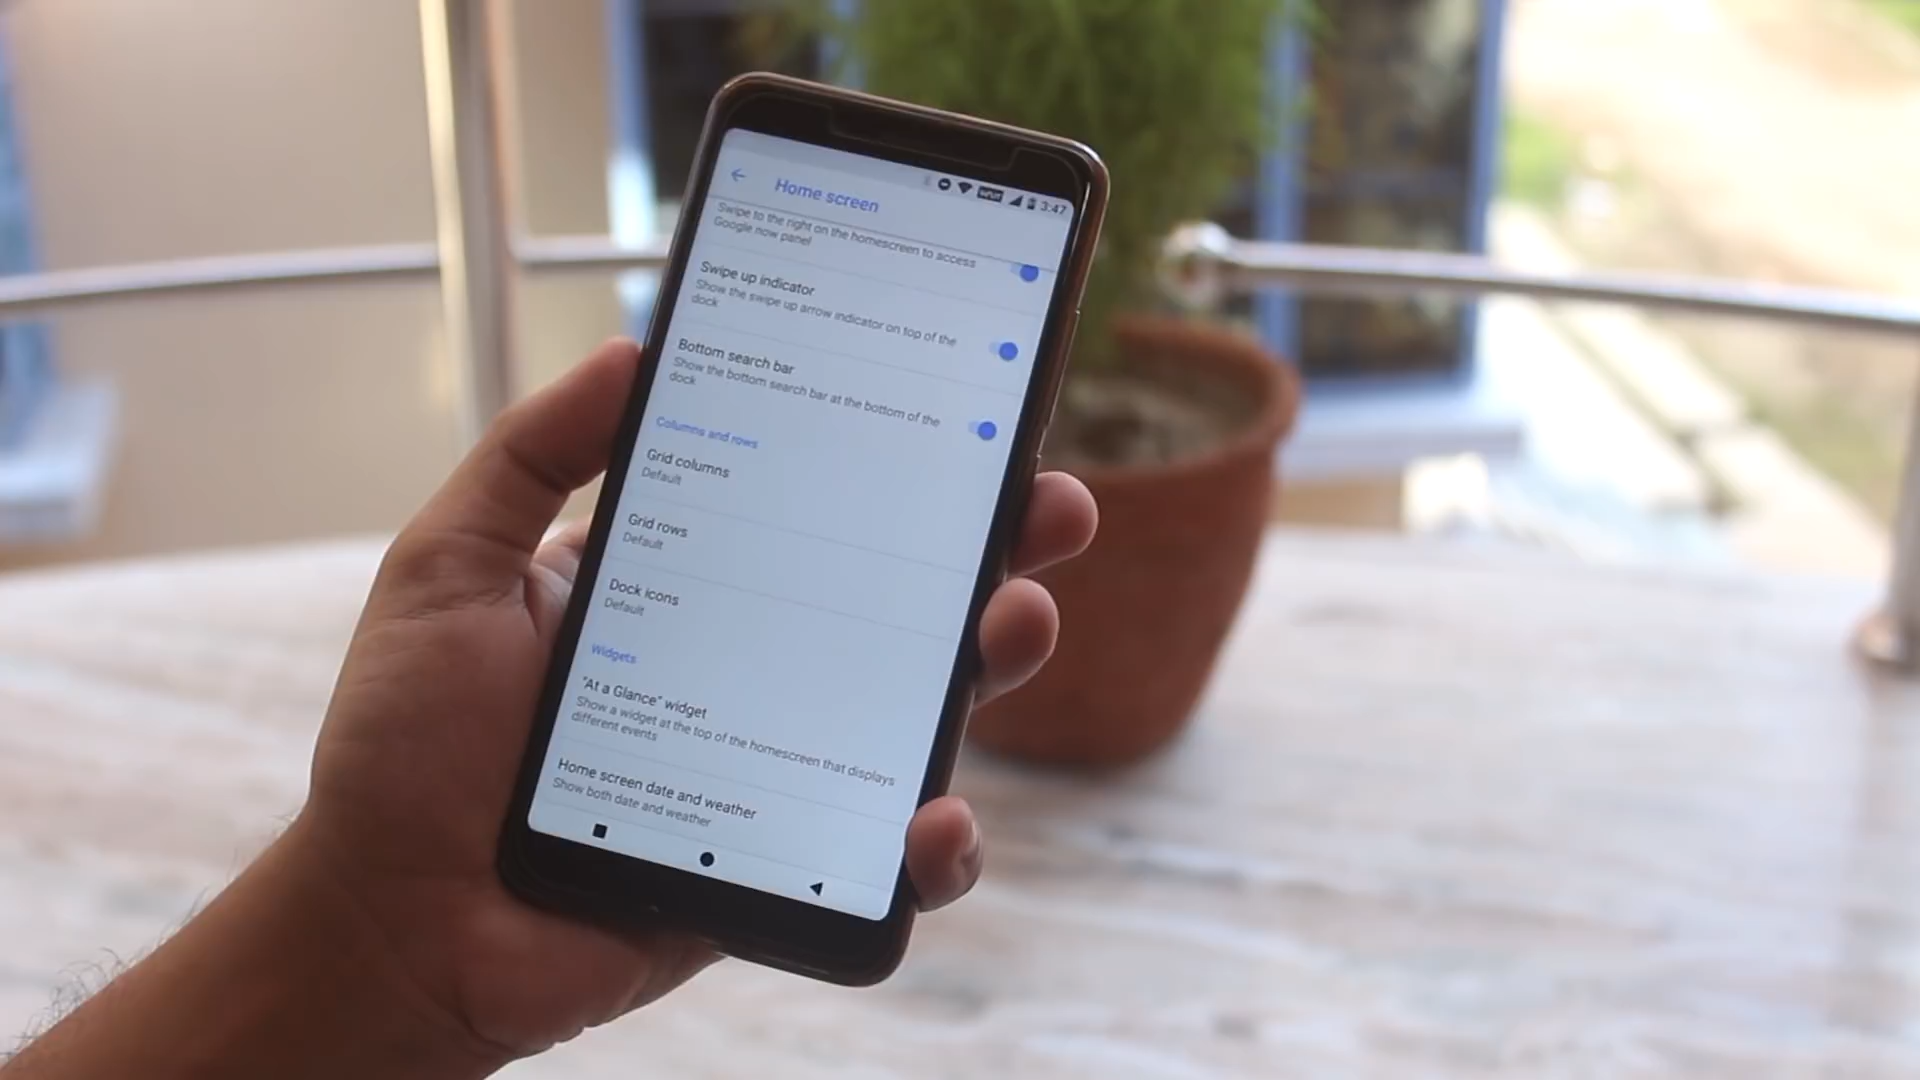 3:47
Home screen
Swipe to the right on the homescreen to access
Google now panel
Swipe up indicator
Show the swipe up arrow indicator on top of the
dock
Bottom search bar
Show the bottom search bar at the bottom of the
dock
Columns and rows
Grid columns
Default
Grid rows
Default
Dock icons
Default
Widgets
"At a Glance" widget
Show a widget at the top of the homescreen that displays
different events
Home screen date and weather
Show both date and weather